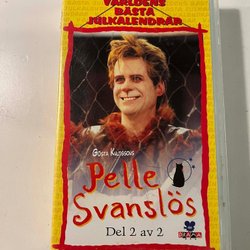 VÄRLDENS
BÄSTA
JULKALENDRAR
GÖSTA KNUTSSONS
Pelle
Svanslös
Del 2 av 2